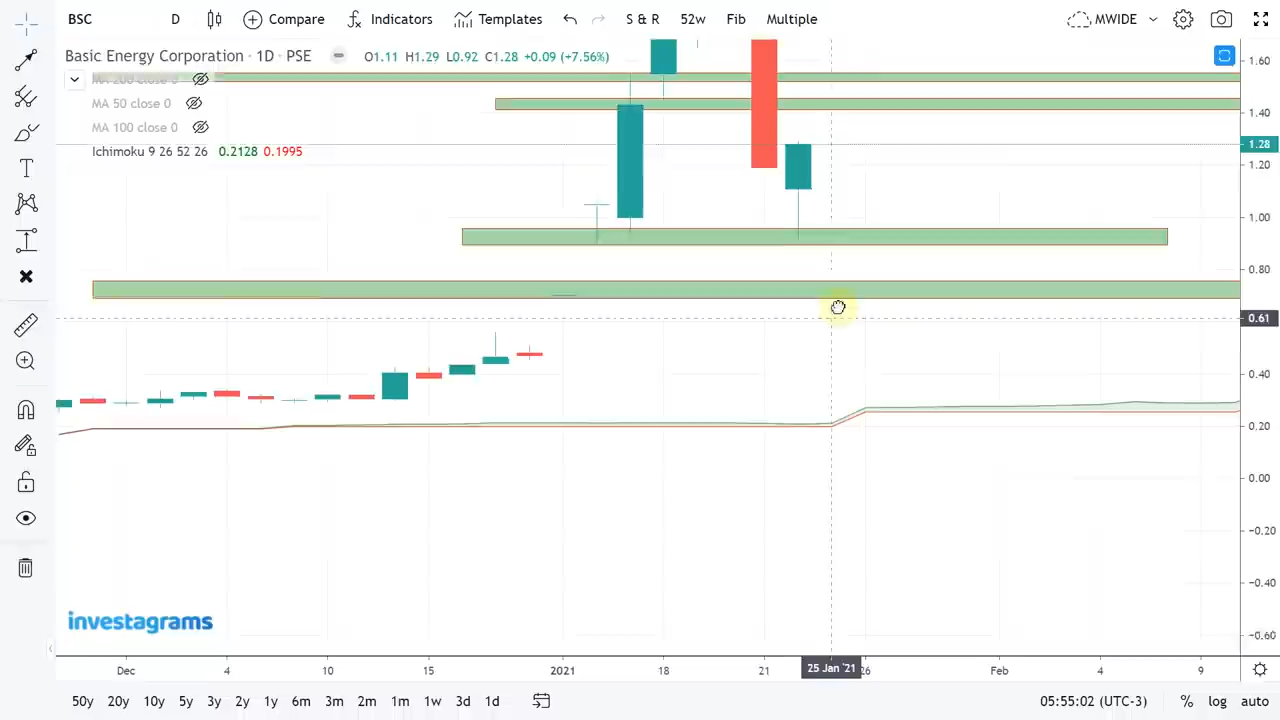 BSC D Compare Indicators Templates S & R 52w Fib Multiple MWIDE
Basic Energy Corporation · 1D · PSE O1.11 H1.29 L0.92 C1.28 +0.09 (+7.56%)
MA 200 close 0
MA 50 close 0
MA 100 close 0
Ichimoku 9 26 52 26 0.2128 0.1995
1.60
1.40
1.28
1.20
1.00
0.80
0.61
0.40
0.20
0.00
−0.20
−0.40
−0.60
investagrams
Dec 4 10 15 2021 18 21 25 Jan '21 26 Feb 4 9
50y 20y 10y 5y 3y 2y 1y 6m 3m 2m 1m 1w 3d 1d 05:55:02 (UTC-3) % log auto